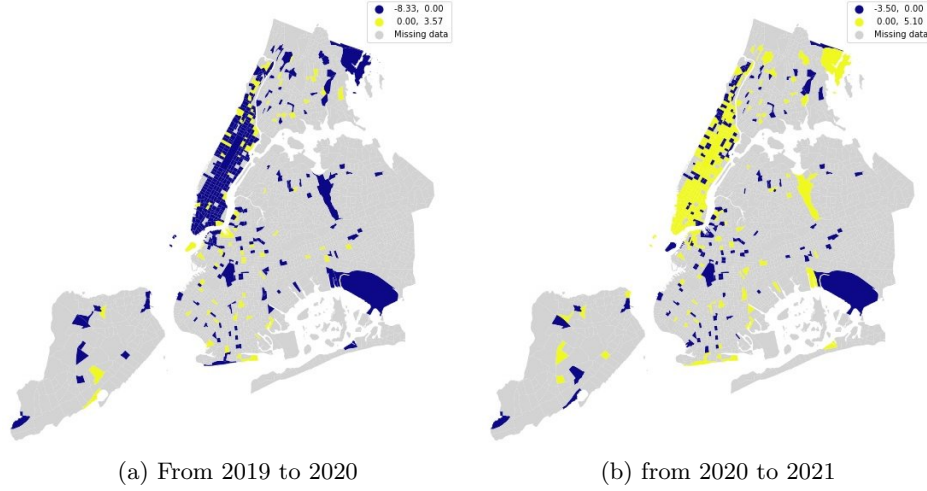 -8.33, 0.00
0.00, 3.57
Missing data
-3.50, 0.00
0.00, 5.10
Missing data
(a) From 2019 to 2020
(b) from 2020 to 2021